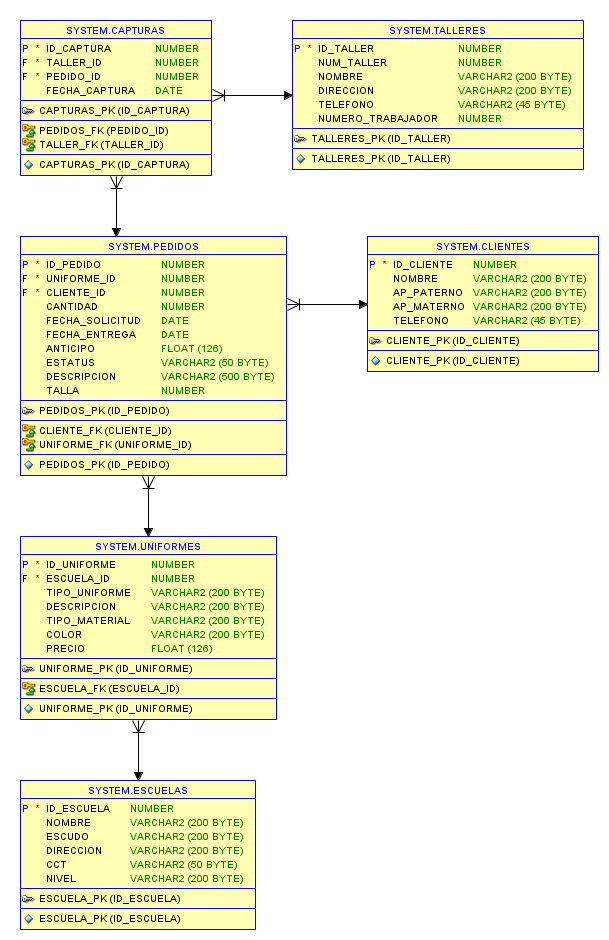 SYSTEM.CAPTURAS
P * ID_CAPTURA NUMBER
F * TALLER_ID NUMBER
F * PEDIDO_ID NUMBER
FECHA_CAPTURA DATE
CAPTURAS_PK (ID_CAPTURA)
PEDIDOS_FK (PEDIDO_ID)
TALLER_FK (TALLER_ID)
CAPTURAS_PK (ID_CAPTURA)
SYSTEM.TALLERES
P * ID_TALLER NUMBER
NUM_TALLER NUMBER
NOMBRE VARCHAR2 (200 BYTE)
DIRECCION VARCHAR2 (200 BYTE)
TELEFONO VARCHAR2 (45 BYTE)
NUMERO_TRABAJADOR NUMBER
TALLERES_PK (ID_TALLER)
TALLERES_PK (ID_TALLER)
SYSTEM.PEDIDOS
P * ID_PEDIDO NUMBER
F * UNIFORME_ID NUMBER
F * CLIENTE_ID NUMBER
CANTIDAD NUMBER
FECHA_SOLICITUD DATE
FECHA_ENTREGA DATE
ANTICIPO FLOAT (126)
ESTATUS VARCHAR2 (50 BYTE)
DESCRIPCION VARCHAR2 (500 BYTE)
TALLA NUMBER
PEDIDOS_PK (ID_PEDIDO)
CLIENTE_FK (CLIENTE_ID)
UNIFORME_FK (UNIFORME_ID)
PEDIDOS_PK (ID_PEDIDO)
SYSTEM.CLIENTES
P * ID_CLIENTE NUMBER
NOMBRE VARCHAR2 (200 BYTE)
AP_PATERNO VARCHAR2 (200 BYTE)
AP_MATERNO VARCHAR2 (200 BYTE)
TELEFONO VARCHAR2 (45 BYTE)
CLIENTE_PK (ID_CLIENTE)
CLIENTE_PK (ID_CLIENTE)
SYSTEM.UNIFORMES
P * ID_UNIFORME NUMBER
F * ESCUELA_ID NUMBER
TIPO_UNIFORME VARCHAR2 (200 BYTE)
DESCRIPCION VARCHAR2 (200 BYTE)
TIPO_MATERIAL VARCHAR2 (200 BYTE)
COLOR VARCHAR2 (200 BYTE)
PRECIO FLOAT (126)
UNIFORME_PK (ID_UNIFORME)
ESCUELA_FK (ESCUELA_ID)
UNIFORME_PK (ID_UNIFORME)
SYSTEM.ESCUELAS
P * ID_ESCUELA NUMBER
NOMBRE VARCHAR2 (200 BYTE)
ESCUDO VARCHAR2 (200 BYTE)
DIRECCION VARCHAR2 (200 BYTE)
CCT VARCHAR2 (50 BYTE)
NIVEL VARCHAR2 (200 BYTE)
ESCUELA_PK (ID_ESCUELA)
ESCUELA_PK (ID_ESCUELA)